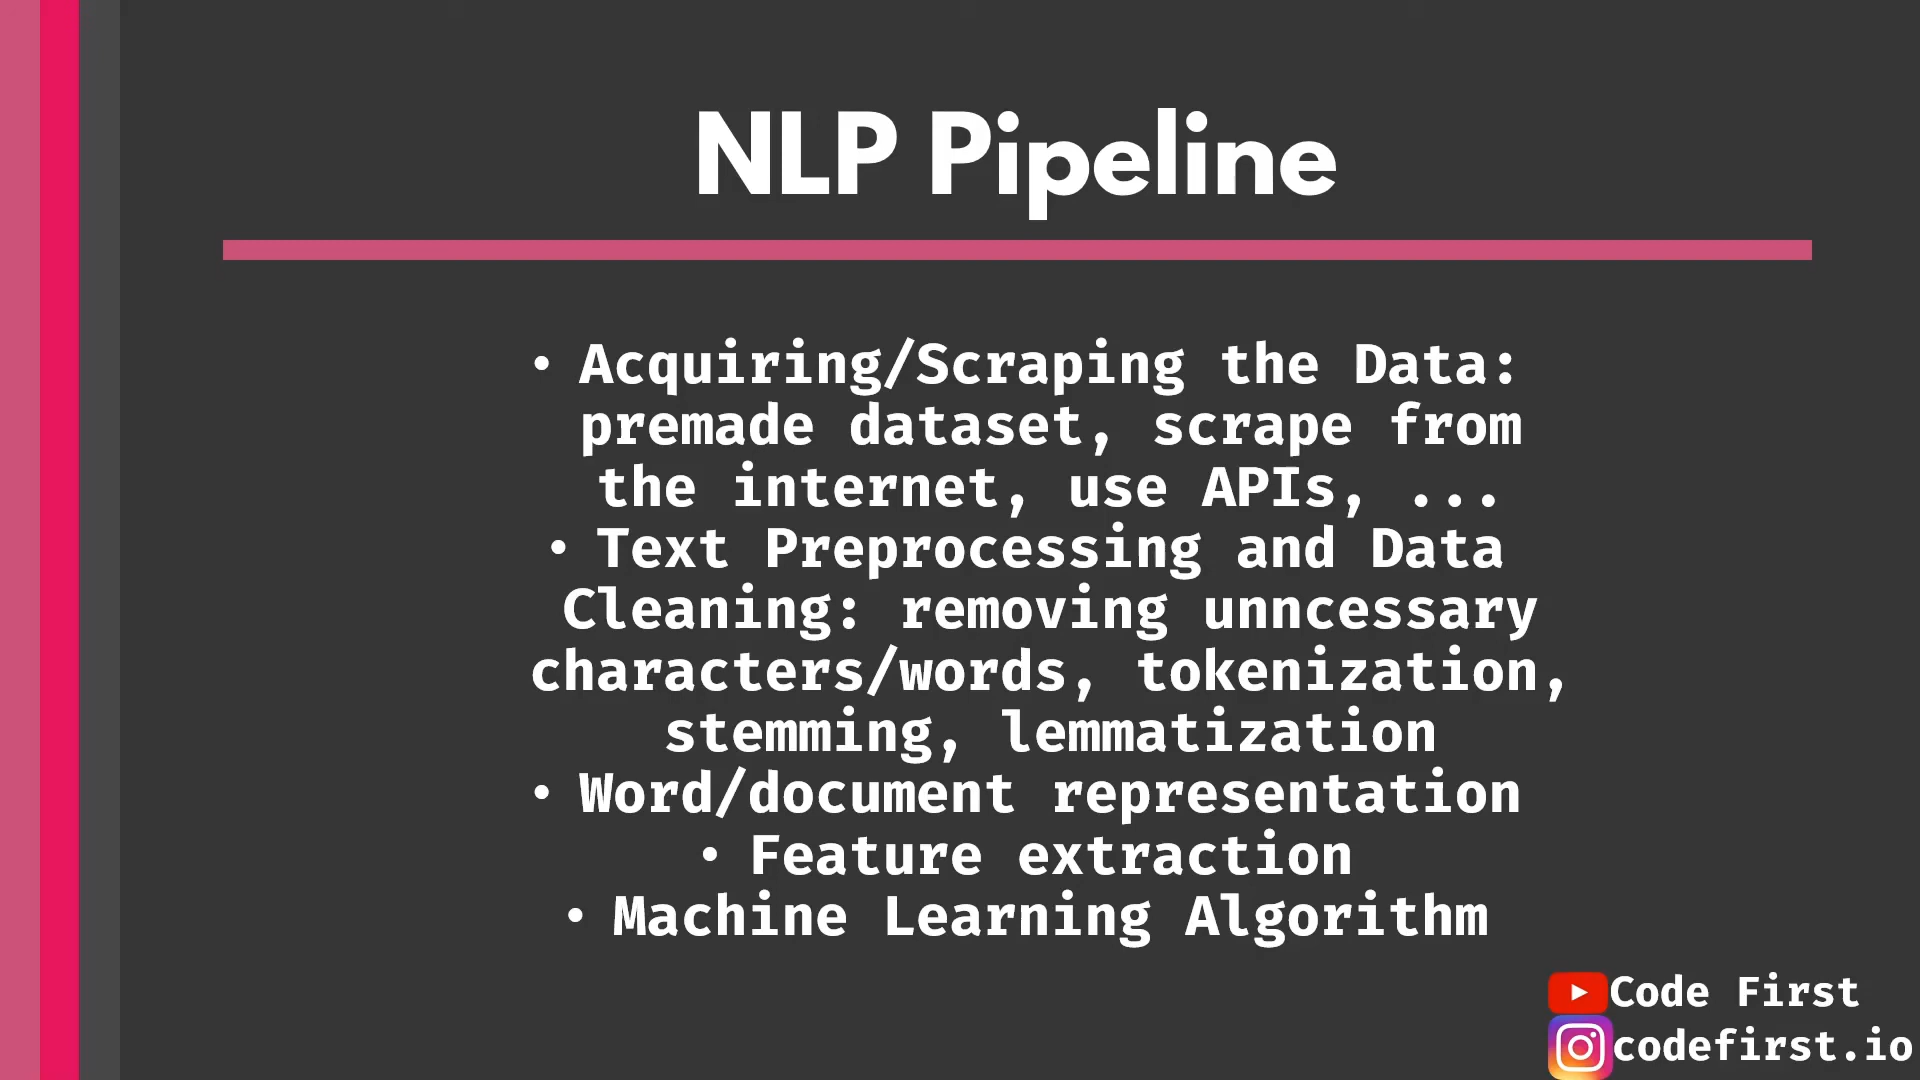 NLP Pipeline
• Acquiring/Scraping the Data:
premade dataset, scrape from
the internet, use APIs, ...
• Text Preprocessing and Data
Cleaning: removing unncessary
characters/words, tokenization,
stemming, lemmatization
• Word/document representation
• Feature extraction
• Machine Learning Algorithm
Code First
codefirst.io